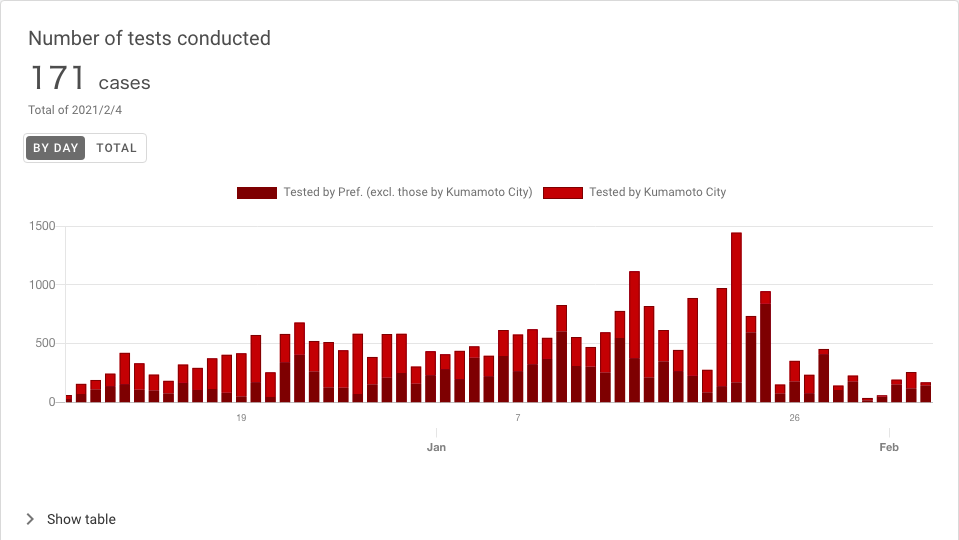 Number of tests conducted
171 cases
Total of 2021/2/4
BY DAY TOTAL
Tested by Pref. (excl. those by Kumamoto City) Tested by Kumamoto City
1500
1000
500
0
19 7 26
Jan Feb
Show table